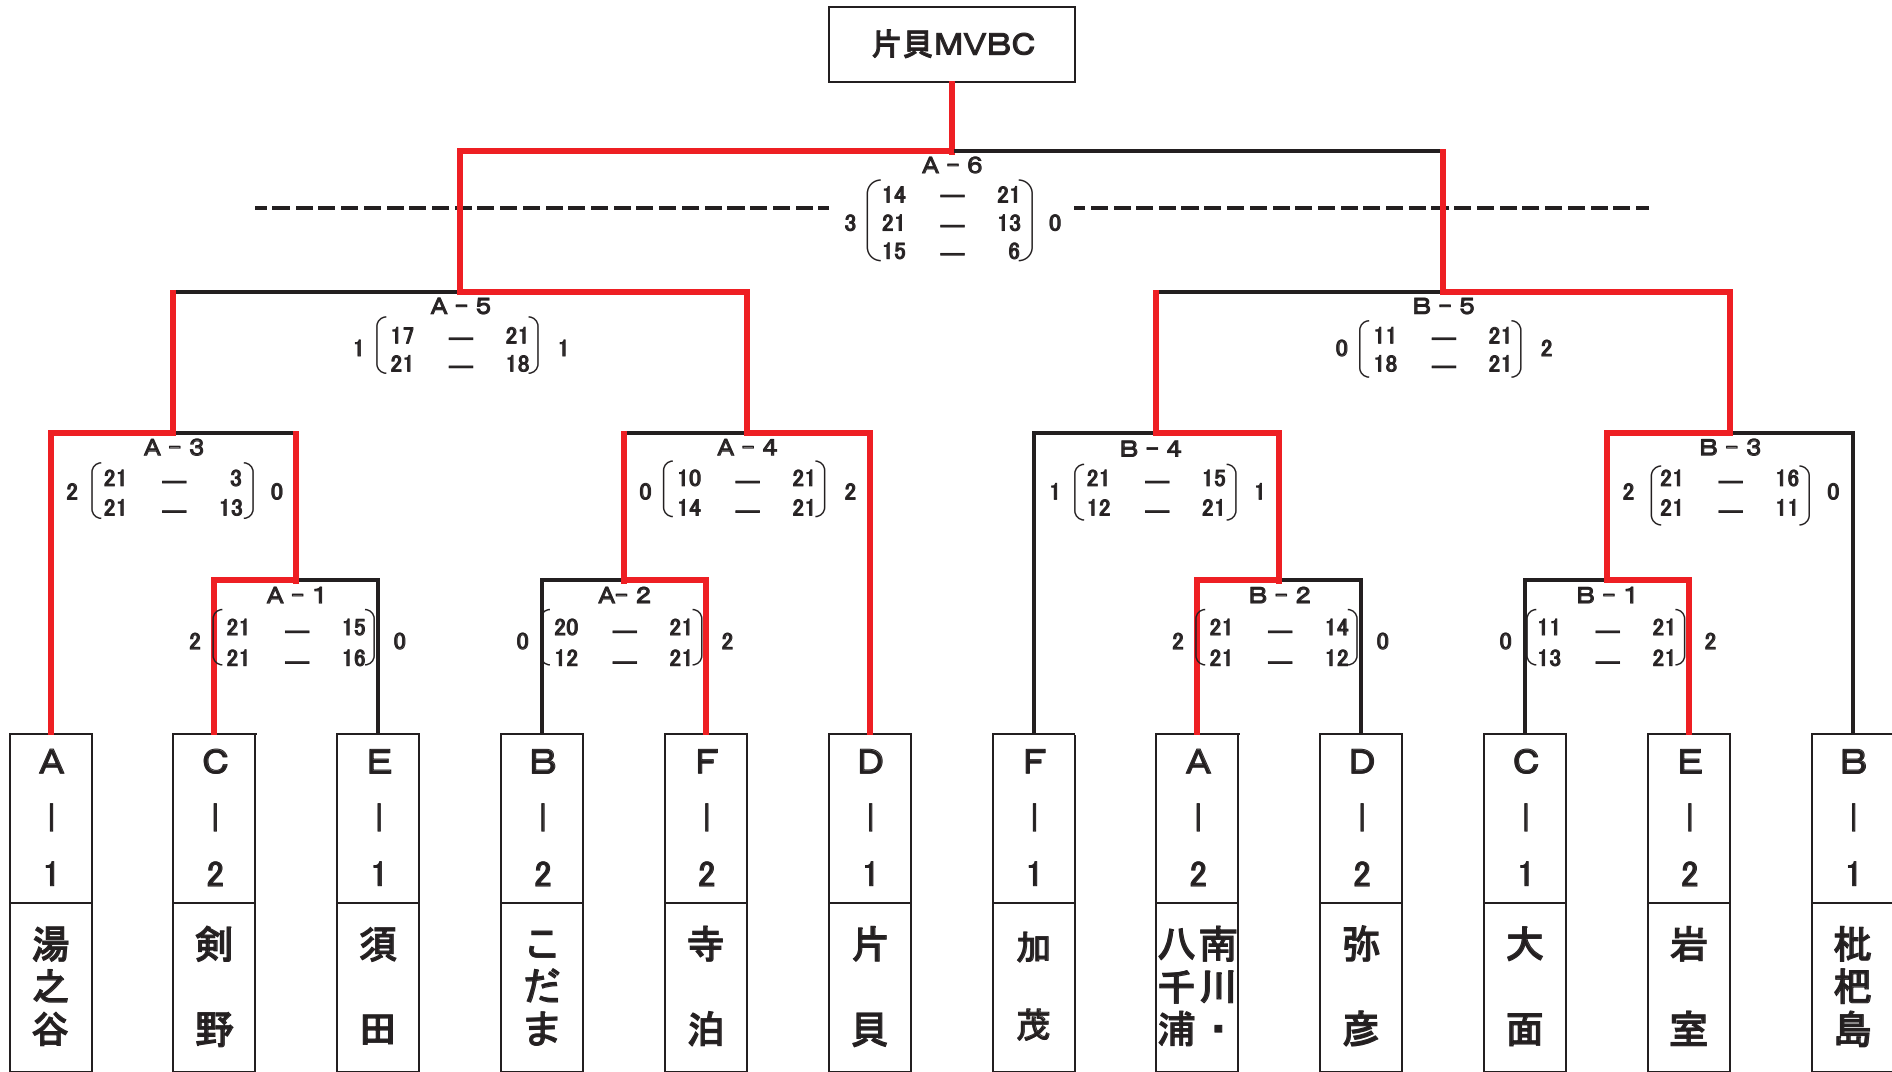 片貝MVBC
A－6
14 — 21
3 21 — 13 0
15 — 6
A－5
B－5
1 17 — 21 1
21 — 18
0 11 — 21 2
18 — 21
A－3
A－4
B－4
B－3
2 21 — 3 0
21 — 13
0 10 — 21 2
14 — 21
1 21 — 15 1
12 — 21
2 21 — 16 0
21 — 11
A－1
A－2
B－2
B－1
2 21 — 15 0
21 — 16
0 20 — 21 2
12 — 21
2 21 — 14 0
21 — 12
0 11 — 21 2
13 — 21
A｜1
湯之谷
C｜2
剣野
E｜1
須田
B｜2
こだま
F｜2
寺泊
D｜1
片貝
F｜1
加茂
A｜2
南川・
八千浦
D｜2
弥彦
C｜1
大面
E｜2
岩室
B｜1
枇杷島